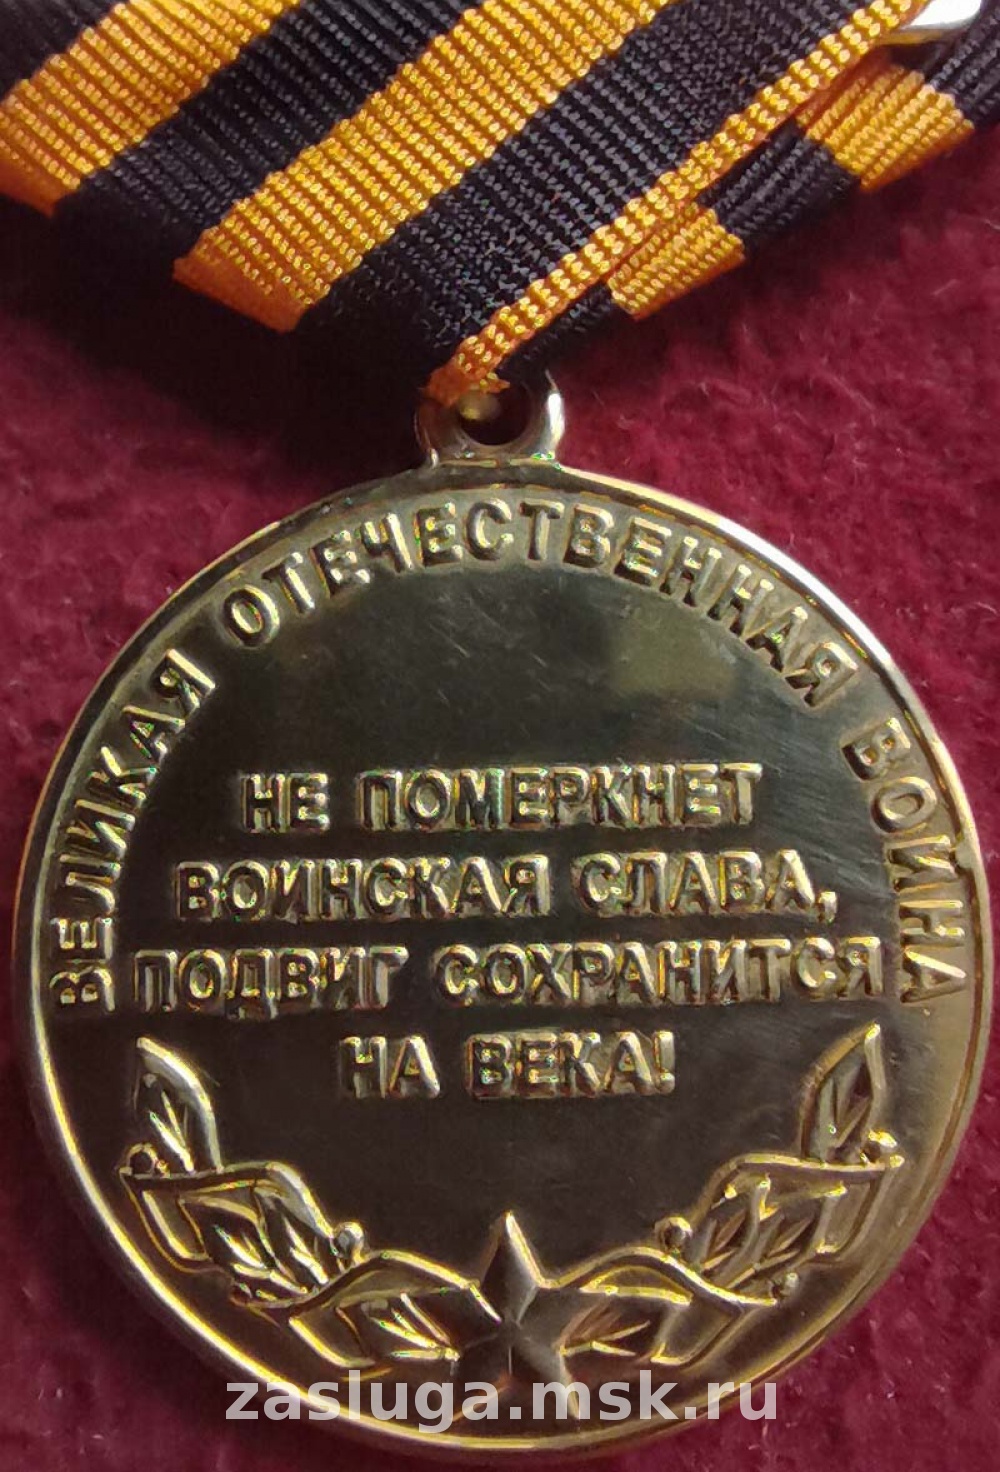 ВЕЛИКАЯ ОТЕЧЕСТВЕННАЯ ВОЙНА
НЕ ПОМЕРКНЕТ
ВОИНСКАЯ СЛАВА,
ПОДВИГ СОХРАНИТСЯ
НА ВЕКА!
zasluga.msk.ru